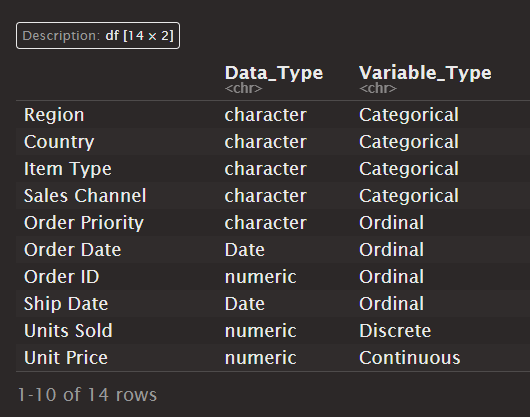 Description: df [14 × 2]
Data_Type Variable_Type
<chr> <chr>
Region character Categorical
Country character Categorical
Item Type character Categorical
Sales Channel character Categorical
Order Priority character Ordinal
Order Date Date Ordinal
Order ID numeric Ordinal
Ship Date Date Ordinal
Units Sold numeric Discrete
Unit Price numeric Continuous
1-10 of 14 rows